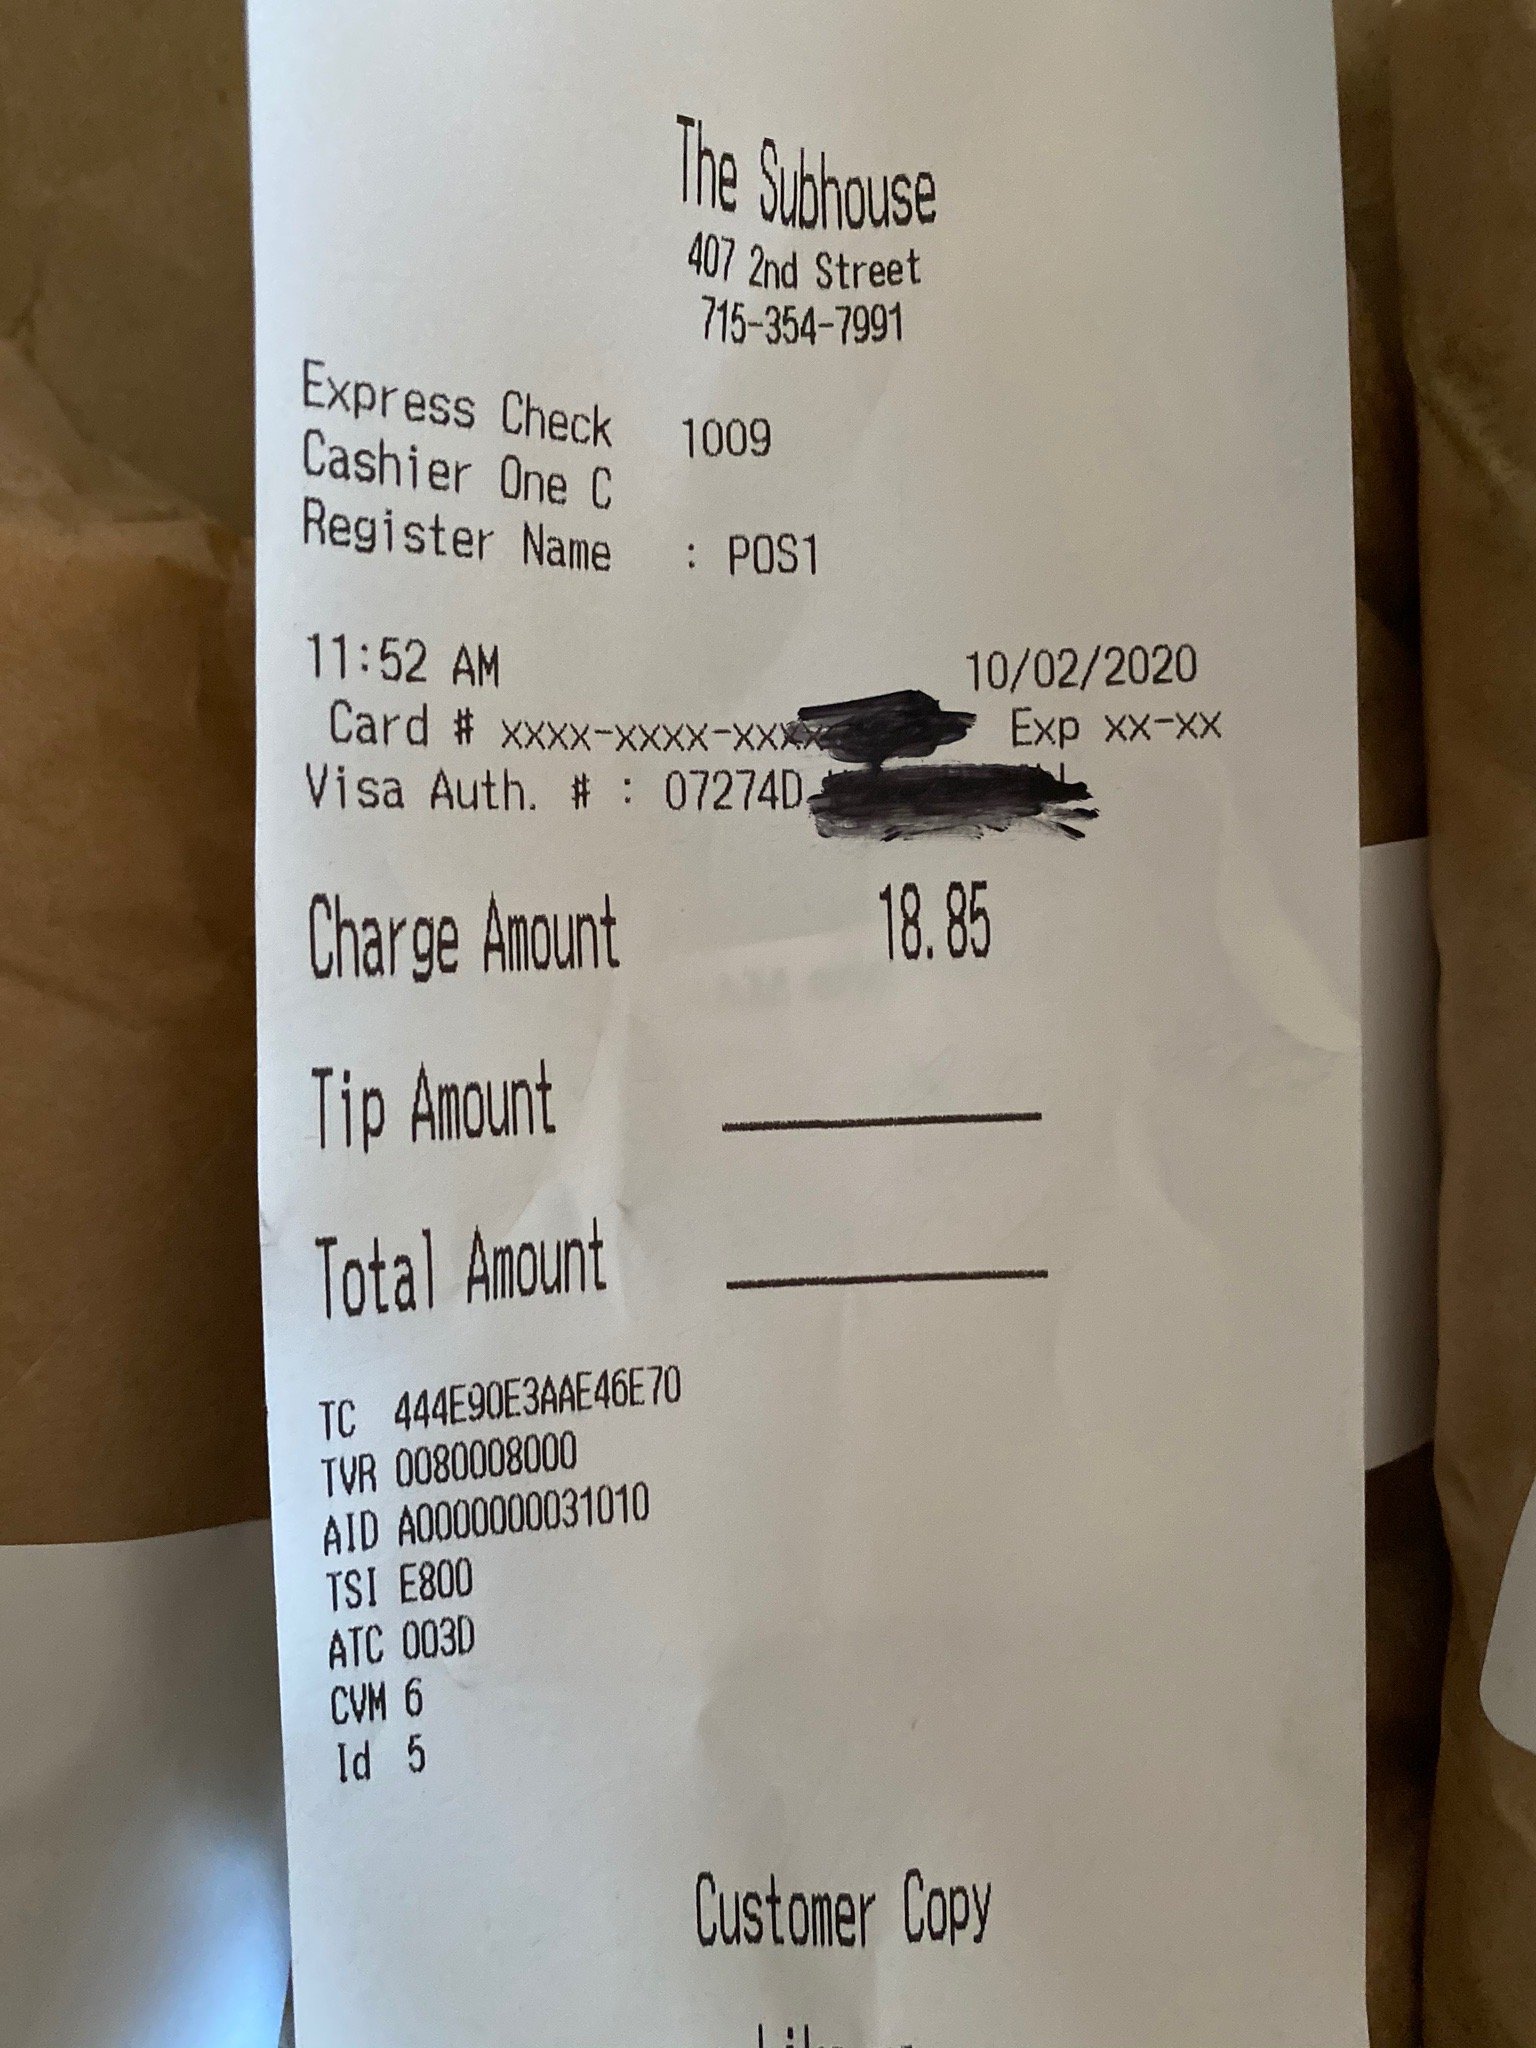 The Subhouse
407 2nd Street
715-354-7991
Express Check 1009
Cashier One C
Register Name : POS1
11:52 AM 10/02/2020
Card # xxxx-xxxx-xxxx Exp xx-xx
Visa Auth. # : 07274D
Charge Amount 18.85
Tip Amount
Total Amount
TC 444E90E3AAE46E70
TVR 0080008000
AID A0000000031010
TSI E800
ATC 003D
CVM 6
Id 5
Customer Copy